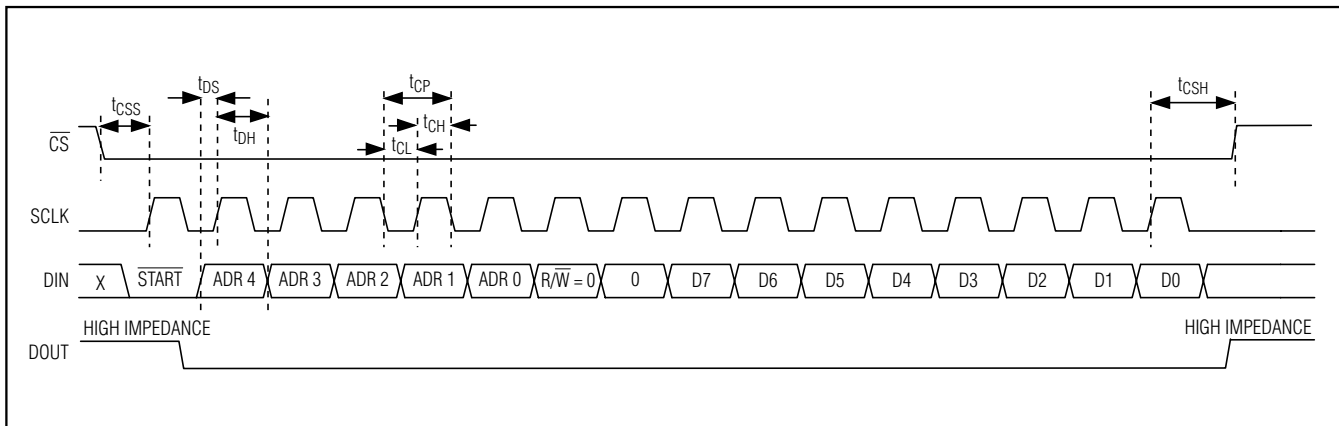 tDS
tCP
tCSH
tCSS
tCH
tDH
tCL
CS
SCLK
DIN X START ADR 4 ADR 3 ADR 2 ADR 1 ADR 0 R/W = 0 0 D7 D6 D5 D4 D3 D2 D1 D0
HIGH IMPEDANCE HIGH IMPEDANCE
DOUT